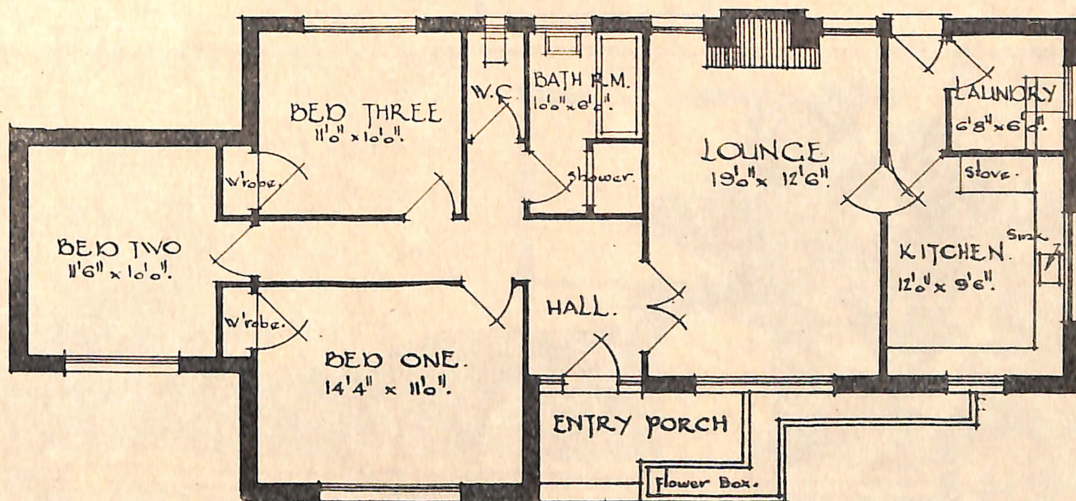 BED THREE
11'0" x 10'0".
W.C.
BATH RM.
10'0" x 6'0".
LAUNDRY
6'8" x 6'0".
W'robe.
Shower.
LOUNGE
19'0" x 12'6".
Stove.
BED TWO
11'6" x 10'0".
Sink
KITCHEN.
12'0" x 9'6".
W'robe.
HALL.
BED ONE.
14'4" x 11'0".
ENTRY PORCH
Flower Box.